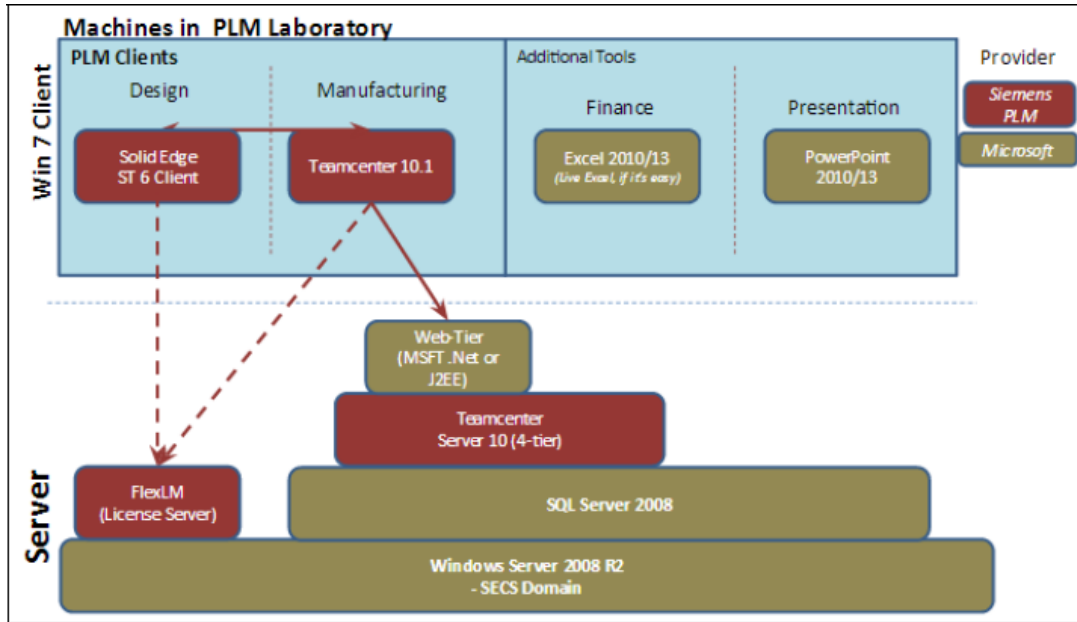 Machines in PLM Laboratory
Win 7 Client
PLM Clients
Design
Manufacturing
Solid Edge
ST 6 Client
Teamcenter 10.1
Additional Tools
Finance
Presentation
Excel 2010/13
(Live Excel, if it's easy)
PowerPoint
2010/13
Provider
Siemens
PLM
Microsoft
Server
Web-Tier
(MSFT .Net or
J2EE)
Teamcenter
Server 10 (4-tier)
FlexLM
(License Server)
SQL Server 2008
Windows Server 2008 R2
- SECS Domain